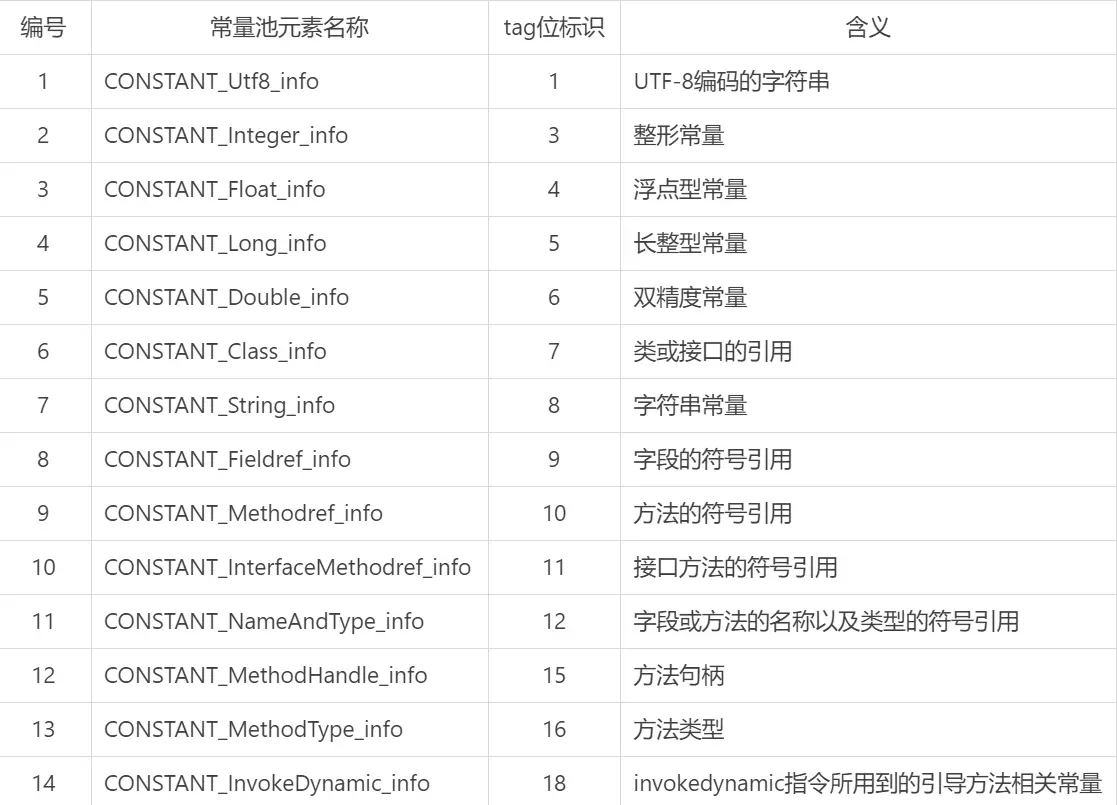 编号 常量池元素名称 tag位标识 含义
1 CONSTANT_Utf8_info 1 UTF-8编码的字符串
2 CONSTANT_Integer_info 3 整形常量
3 CONSTANT_Float_info 4 浮点型常量
4 CONSTANT_Long_info 5 长整型常量
5 CONSTANT_Double_info 6 双精度常量
6 CONSTANT_Class_info 7 类或接口的引用
7 CONSTANT_String_info 8 字符串常量
8 CONSTANT_Fieldref_info 9 字段的符号引用
9 CONSTANT_Methodref_info 10 方法的符号引用
10 CONSTANT_InterfaceMethodref_info 11 接口方法的符号引用
11 CONSTANT_NameAndType_info 12 字段或方法的名称以及类型的符号引用
12 CONSTANT_MethodHandle_info 15 方法句柄
13 CONSTANT_MethodType_info 16 方法类型
14 CONSTANT_InvokeDynamic_info 18 invokedynamic指令所用到的引导方法相关常量